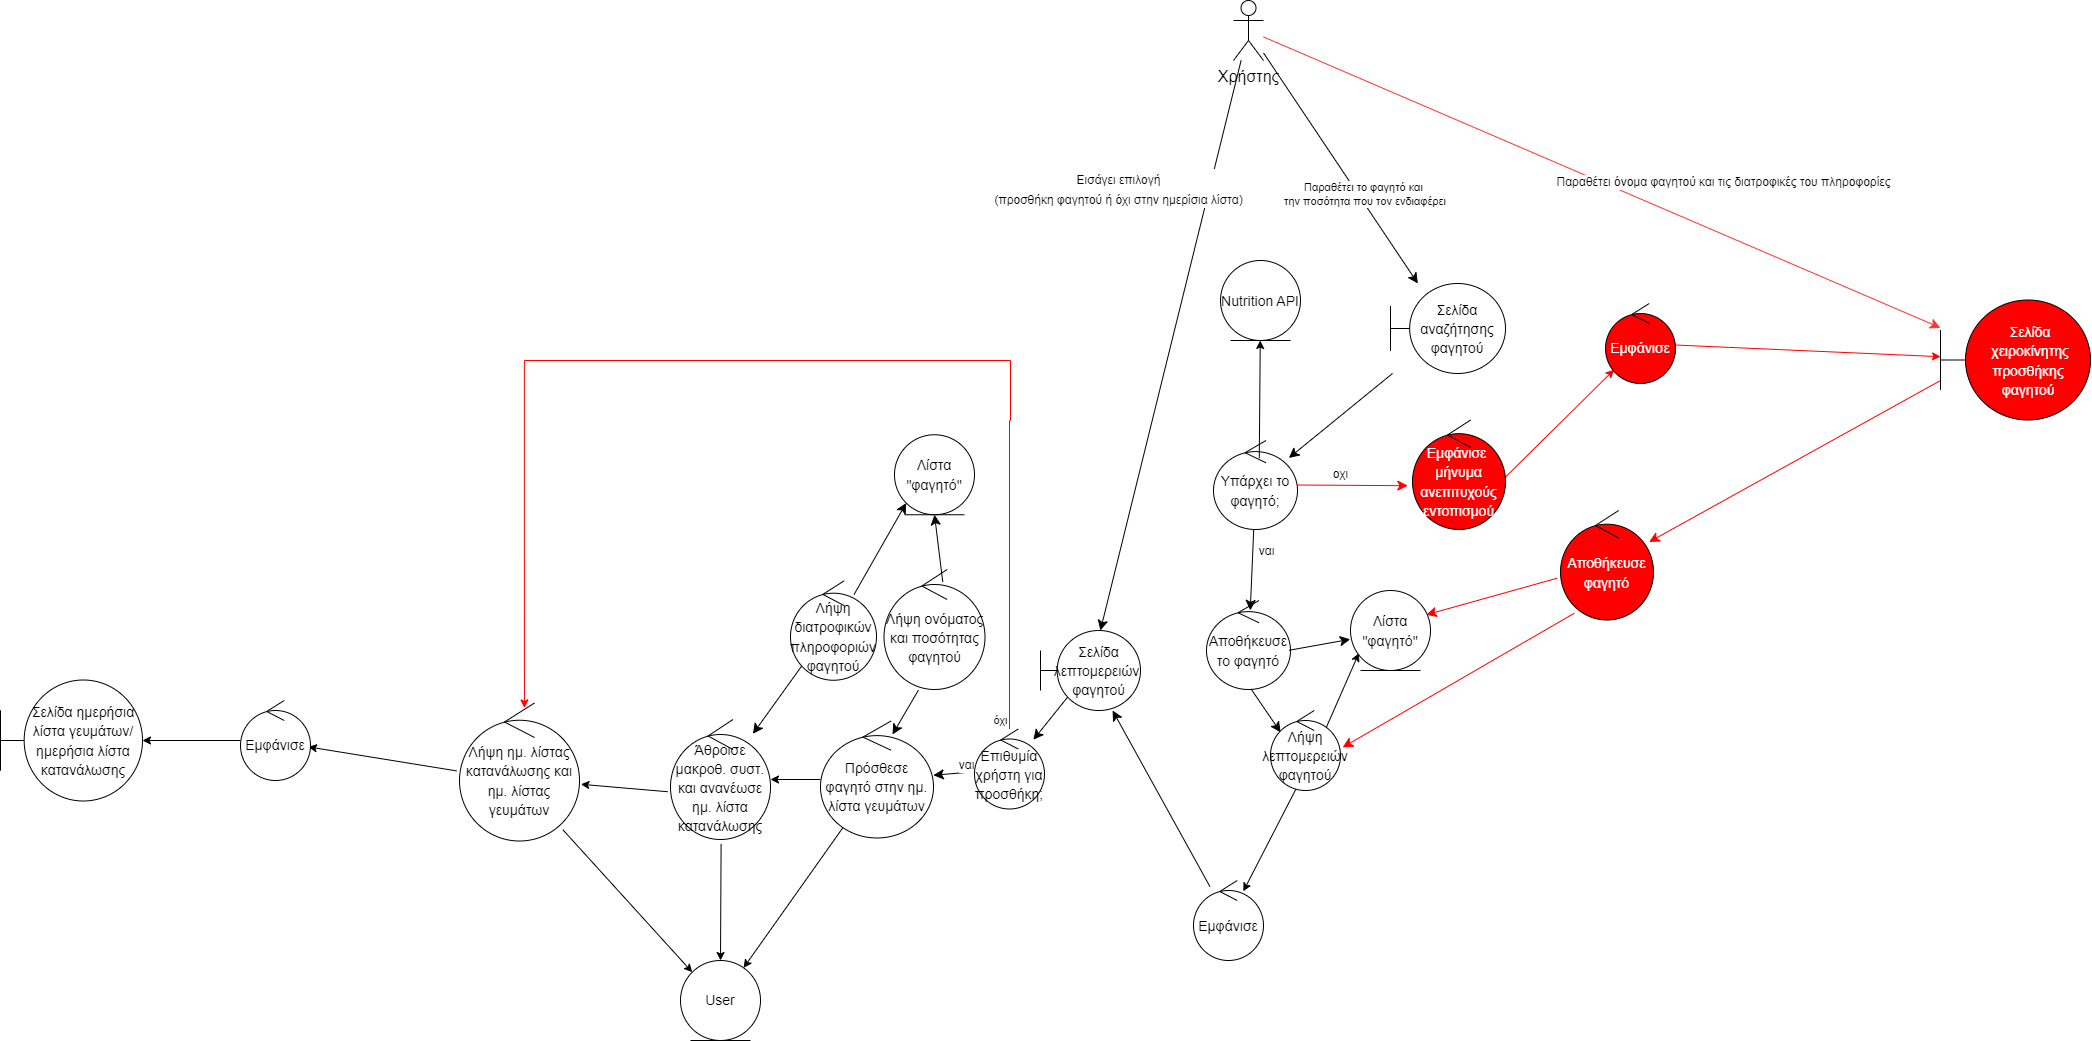 Χρήστης
Εισάγει επιλογή
(προσθήκη φαγητού ή όχι στην ημερίσια λίστα)
Παραθέτει το φαγητό και
την ποσότητα που τον ενδιαφέρει
Παραθέτει όνομα φαγητού και τις διατροφικές του πληροφορίες
Nutrition API
Σελίδα
αναζήτησης
φαγητού
Εμφάνισε
Σελίδα
χειροκίνητης
προσθήκης
φαγητού
Λίστα
"φαγητό"
Υπάρχει το
φαγητό;
οχι
Εμφάνισε
μήνυμα
ανεπιτυχούς
εντοπισμού
ναι
Αποθήκευσε
φαγητό
Λήψη
διατροφικών
πληροφοριών
φαγητού
Λήψη ονόματος
και ποσότητας
φαγητού
Σελίδα
λεπτομερειών
φαγητού
Αποθήκευσε
το φαγητό
Λίστα
"φαγητό"
Σελίδα ημερήσια
λίστα γευμάτων/
ημερήσια λίστα
κατανάλωσης
Εμφάνισε
Λήψη ημ. λίστας
κατανάλωσης και
ημ. λίστας
γευμάτων
Άθροισε
μακροθ. συστ.
και ανανέωσε
ημ. λίστα
κατανάλωσης
Πρόσθεσε
φαγητό στην ημ.
λίστα γευμάτων
ναι
όχι
Επιθυμία
χρήστη για
προσθήκη;
Λήψη
λεπτομερειών
φαγητού
Εμφάνισε
User